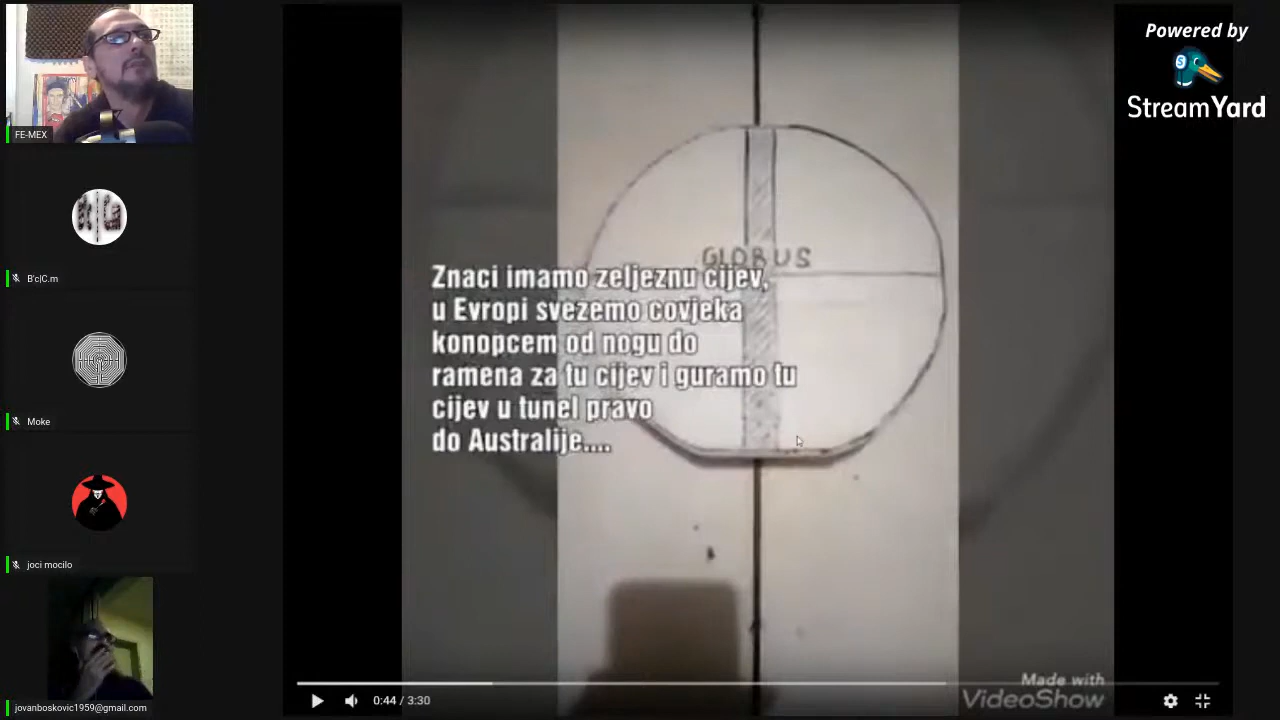 FE-MEX
B'c|C.m
Moke
joci mocilo
jovanboskovic1959@gmail.com
GLOBUS
Znaci imamo zeljeznu cijev,
u Evropi svezemo covjeka
konopcem od nogu do
ramena za tu cijev i guramo tu
cijev u tunel pravo
do Australije....
0:44 / 3:30
Made with
VideoShow
Powered by
S
StreamYard